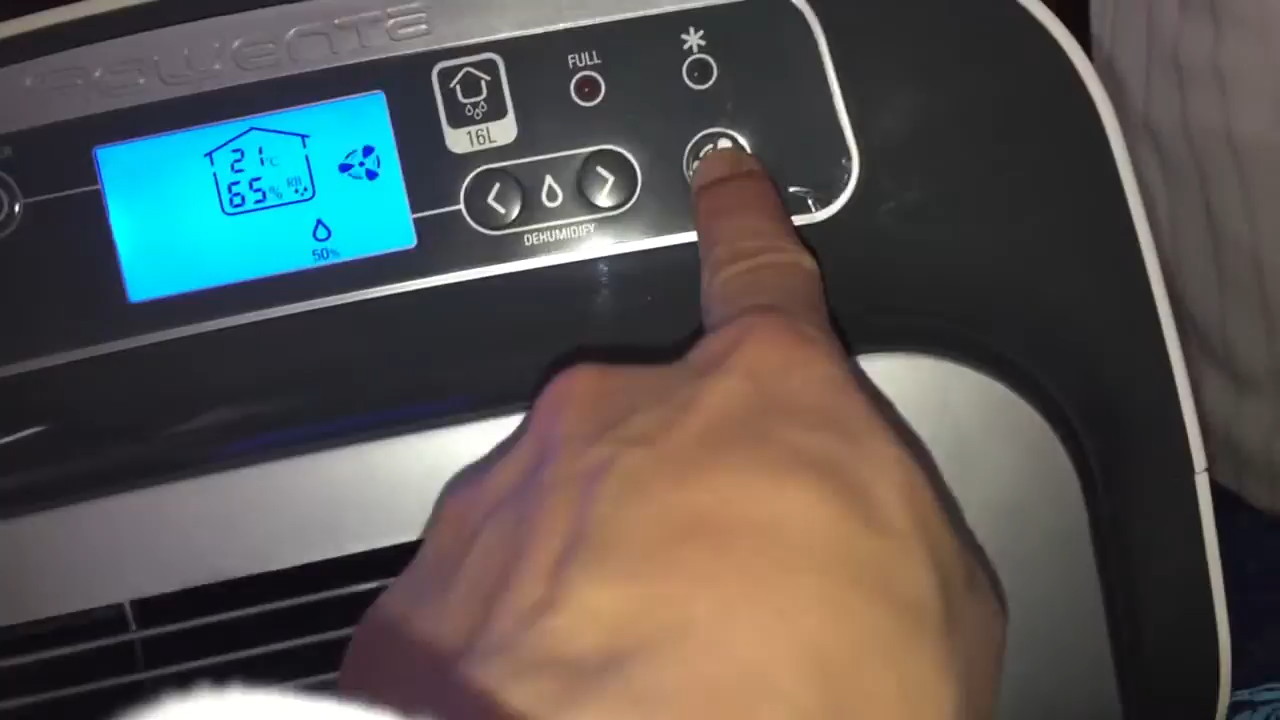 ROWENTA
FULL
*
16L
21°C
65% RH
50%
< >
DEHUMIDIFY